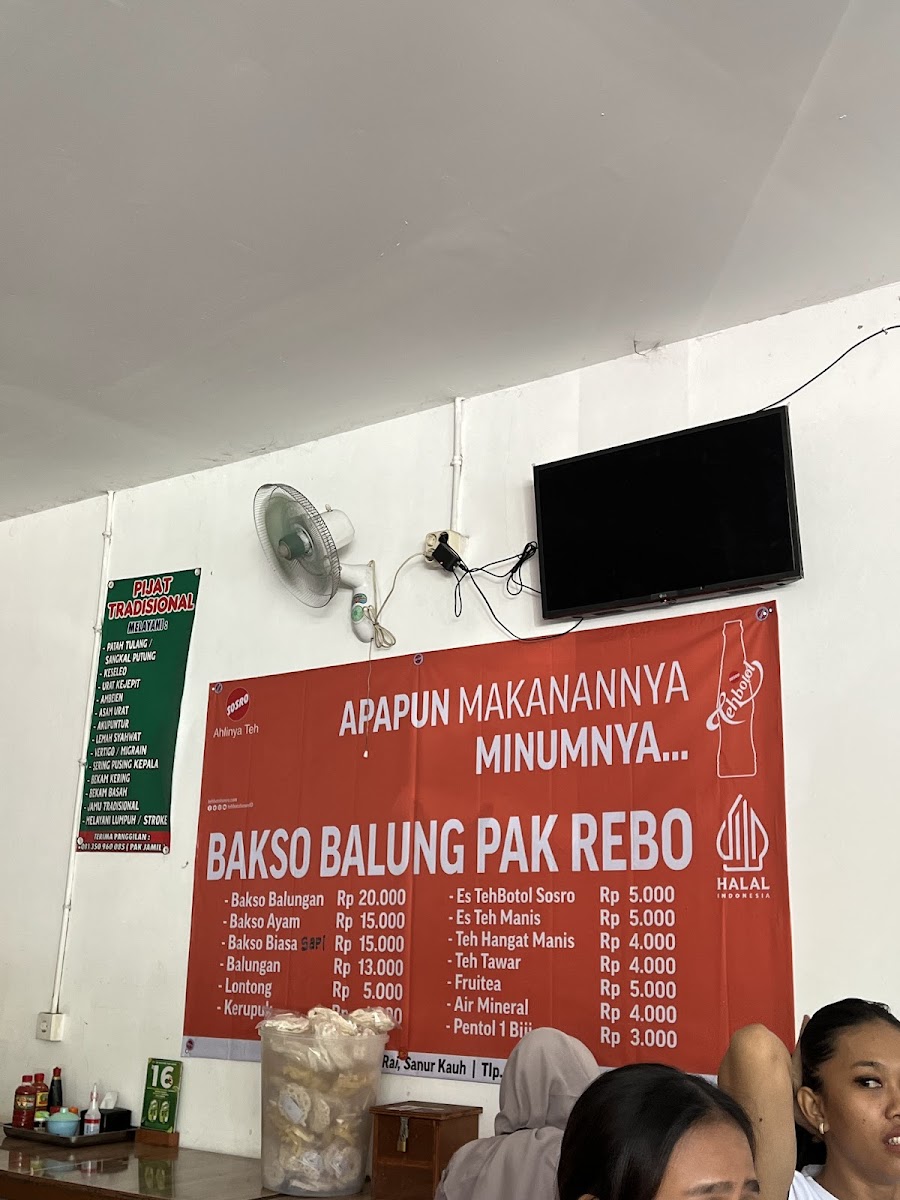 PIJAT
TRADISIONAL
MELAYANI :
- PATAH TULANG /
SANGKAL PUTUNG
- KESELEO
- URAT KEJEPIT
- AMBEIEN
- ASAM URAT
- AKUPUNTUR
- LEMAH SYAHWAT
- VERTIGO / MIGRAIN
- SERING PUSING KEPALA
- BEKAM KERING
- BEKAM BASAH
- JAMU TRADISIONAL
- MELAYANI LUMPUH / STROKE
TERIMA PANGGILAN :
081 350 960 085 ( PAK JAMIL
SOSRO
Ahlinya Teh
APAPUN MAKANANNYA
MINUMNYA...
Tehbotol
BAKSO BALUNG PAK REBO
HALAL
INDONESIA
- Bakso Balungan Rp 20.000
- Bakso Ayam Rp 15.000
- Bakso Biasa SAPI Rp 15.000
- Balungan Rp 13.000
- Lontong Rp 5.000
- Kerupuk
- Es TehBotol Sosro Rp 5.000
- Es Teh Manis Rp 5.000
- Teh Hangat Manis Rp 4.000
- Teh Tawar Rp 4.000
- Fruitea Rp 5.000
- Air Mineral Rp 4.000
- Pentol 1 Biji Rp 3.000
Rai, Sanur Kauh | Tlp.
16